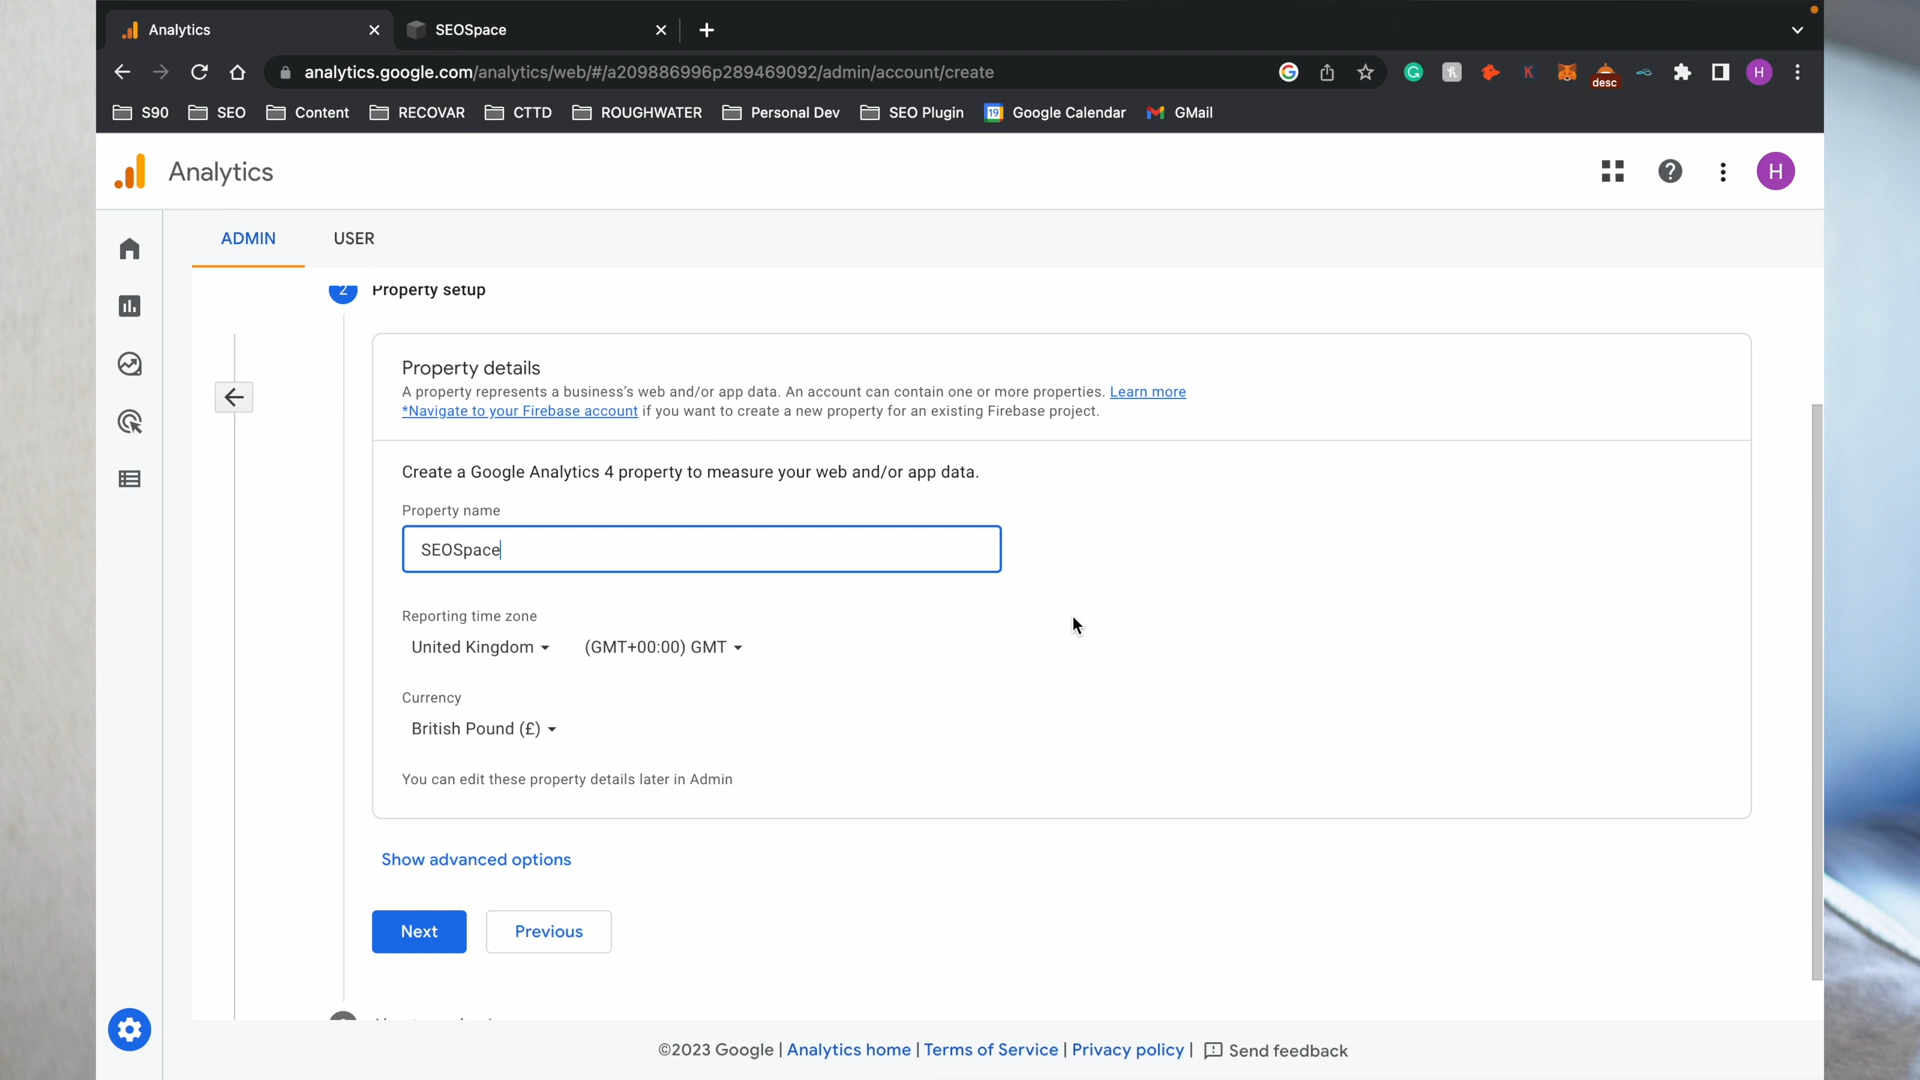 Analytics
SEOSpace
analytics.google.com/analytics/web/#/a209886996p289469092/admin/account/create
desc
H
S90
SEO
Content
RECOVAR
CTTD
ROUGHWATER
Personal Dev
SEO Plugin
19
Google Calendar
GMail
Analytics
H
ADMIN
USER
2
Property setup
Property details
A property represents a business's web and/or app data. An account can contain one or more properties. Learn more
*Navigate to your Firebase account if you want to create a new property for an existing Firebase project.
Create a Google Analytics 4 property to measure your web and/or app data.
Property name
SEOSpace
Reporting time zone
United Kingdom
(GMT+00:00) GMT
Currency
British Pound (£)
You can edit these property details later in Admin
Show advanced options
Next
Previous
©2023 Google | Analytics home | Terms of Service | Privacy policy | Send feedback